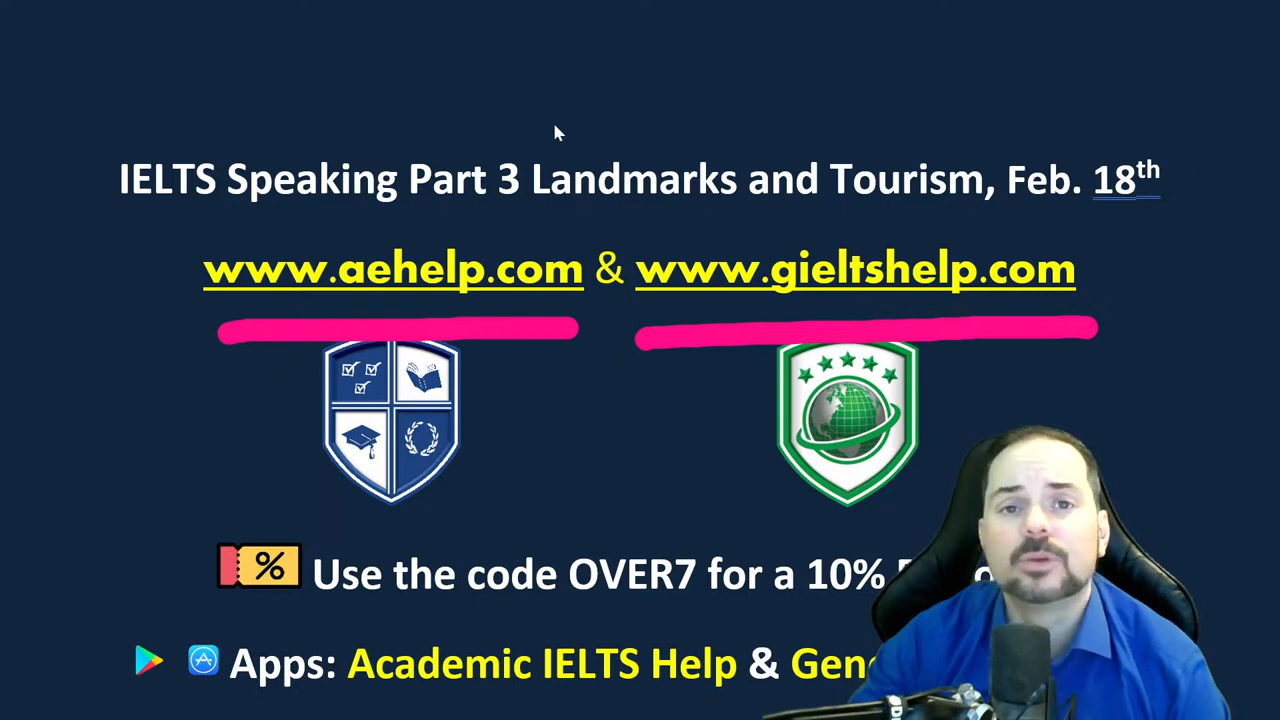 IELTS Speaking Part 3 Landmarks and Tourism, Feb. 18th
www.aehelp.com & www.gieltshelp.com
% Use the code OVER7 for a 10%
Apps: Academic IELTS Help &